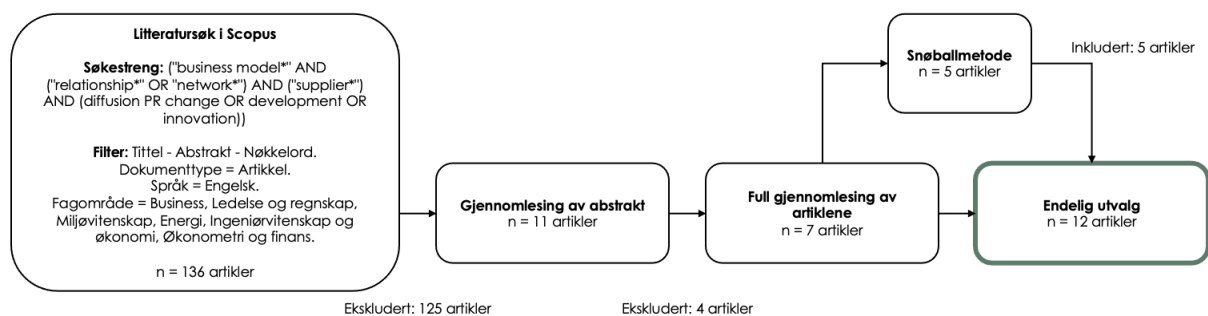 Litteratursøk i Scopus
Søkestreng: ("business model*" AND
("relationship*" OR "network*") AND ("supplier*")
AND (diffusion PR change OR development OR
innovation))
Filter: Tittel - Abstrakt - Nøkkelord.
Dokumenttype = Artikkel.
Språk = Engelsk.
Fagområde = Business, Ledelse og regnskap,
Miljøvitenskap, Energi, Ingeniørvitenskap og
økonomi, Økonometri og finans.
n = 136 artikler
Ekskludert: 125 artikler
Gjennomlesing av abstrakt
n = 11 artikler
Ekskludert: 4 artikler
Full gjennomlesing av
artiklene
n = 7 artikler
Snøballmetode
n = 5 artikler
Inkludert: 5 artikler
Endelig utvalg
n = 12 artikler